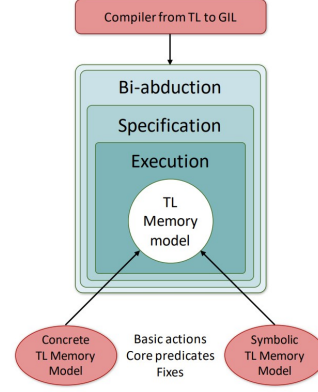 Compiler from TL to GIL
Bi-abduction
Specification
Execution
TL
Memory
model
Concrete
TL Memory
Model
Basic actions
Core predicates
Fixes
Symbolic
TL Memory
Model